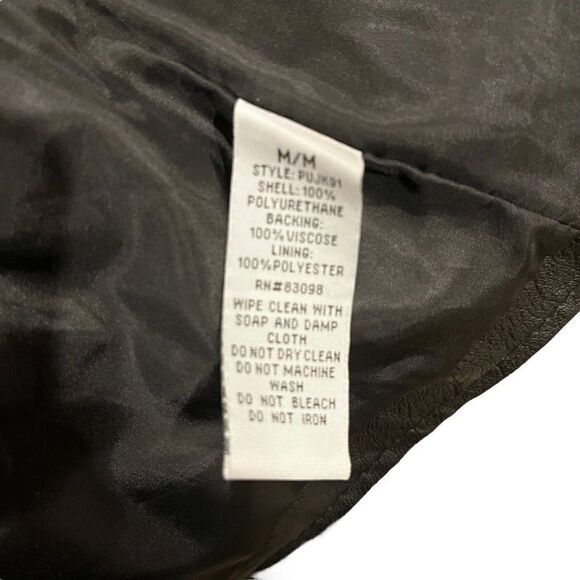 M/M
STYLE: PUJK91
SHELL: 100%
POLYURETHANE
BACKING:
100%VISCOSE
LINING:
100%POLYESTER
RN#83098
WIPE CLEAN WITH
SOAP AND DAMP
CLOTH
DO NOT DRY CLEAN
DO NOT MACHINE
WASH
DO NOT BLEACH
DO NOT IRON